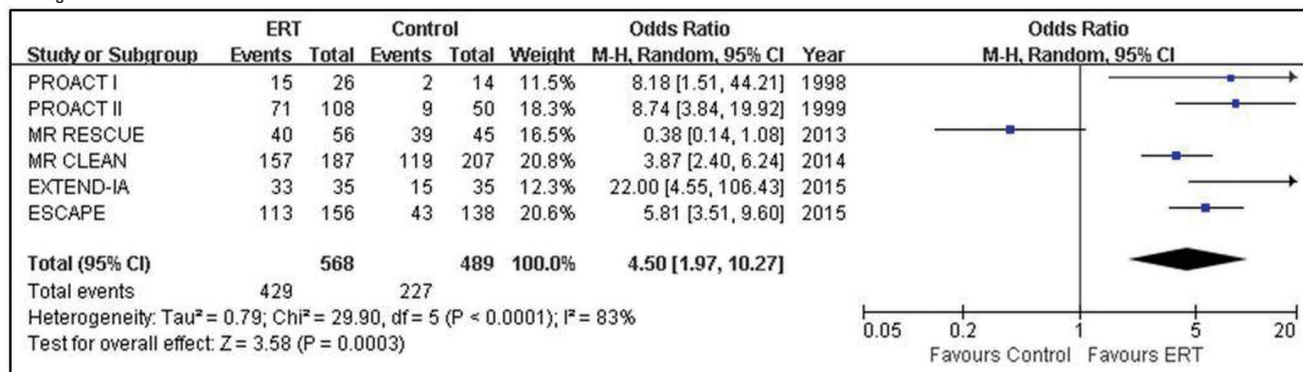 ERT Control Odds Ratio Odds Ratio
Study or Subgroup Events Total Events Total Weight M-H, Random, 95% CI Year M-H, Random, 95% CI
PROACT I 15 26 2 14 11.5% 8.18 [1.51, 44.21] 1998
PROACT II 71 108 9 50 18.3% 8.74 [3.84, 19.92] 1999
MR RESCUE 40 56 39 45 16.5% 0.38 [0.14, 1.08] 2013
MR CLEAN 157 187 119 207 20.8% 3.87 [2.40, 6.24] 2014
EXTEND-IA 33 35 15 35 12.3% 22.00 [4.55, 106.43] 2015
ESCAPE 113 156 43 138 20.6% 5.81 [3.51, 9.60] 2015
Total (95% CI) 568 489 100.0% 4.50 [1.97, 10.27]
Total events 429 227
Heterogeneity: Tau² = 0.79; Chi² = 29.90, df = 5 (P < 0.0001); I² = 83%
Test for overall effect: Z = 3.58 (P = 0.0003)
0.05 0.2 1 5 20
Favours Control Favours ERT